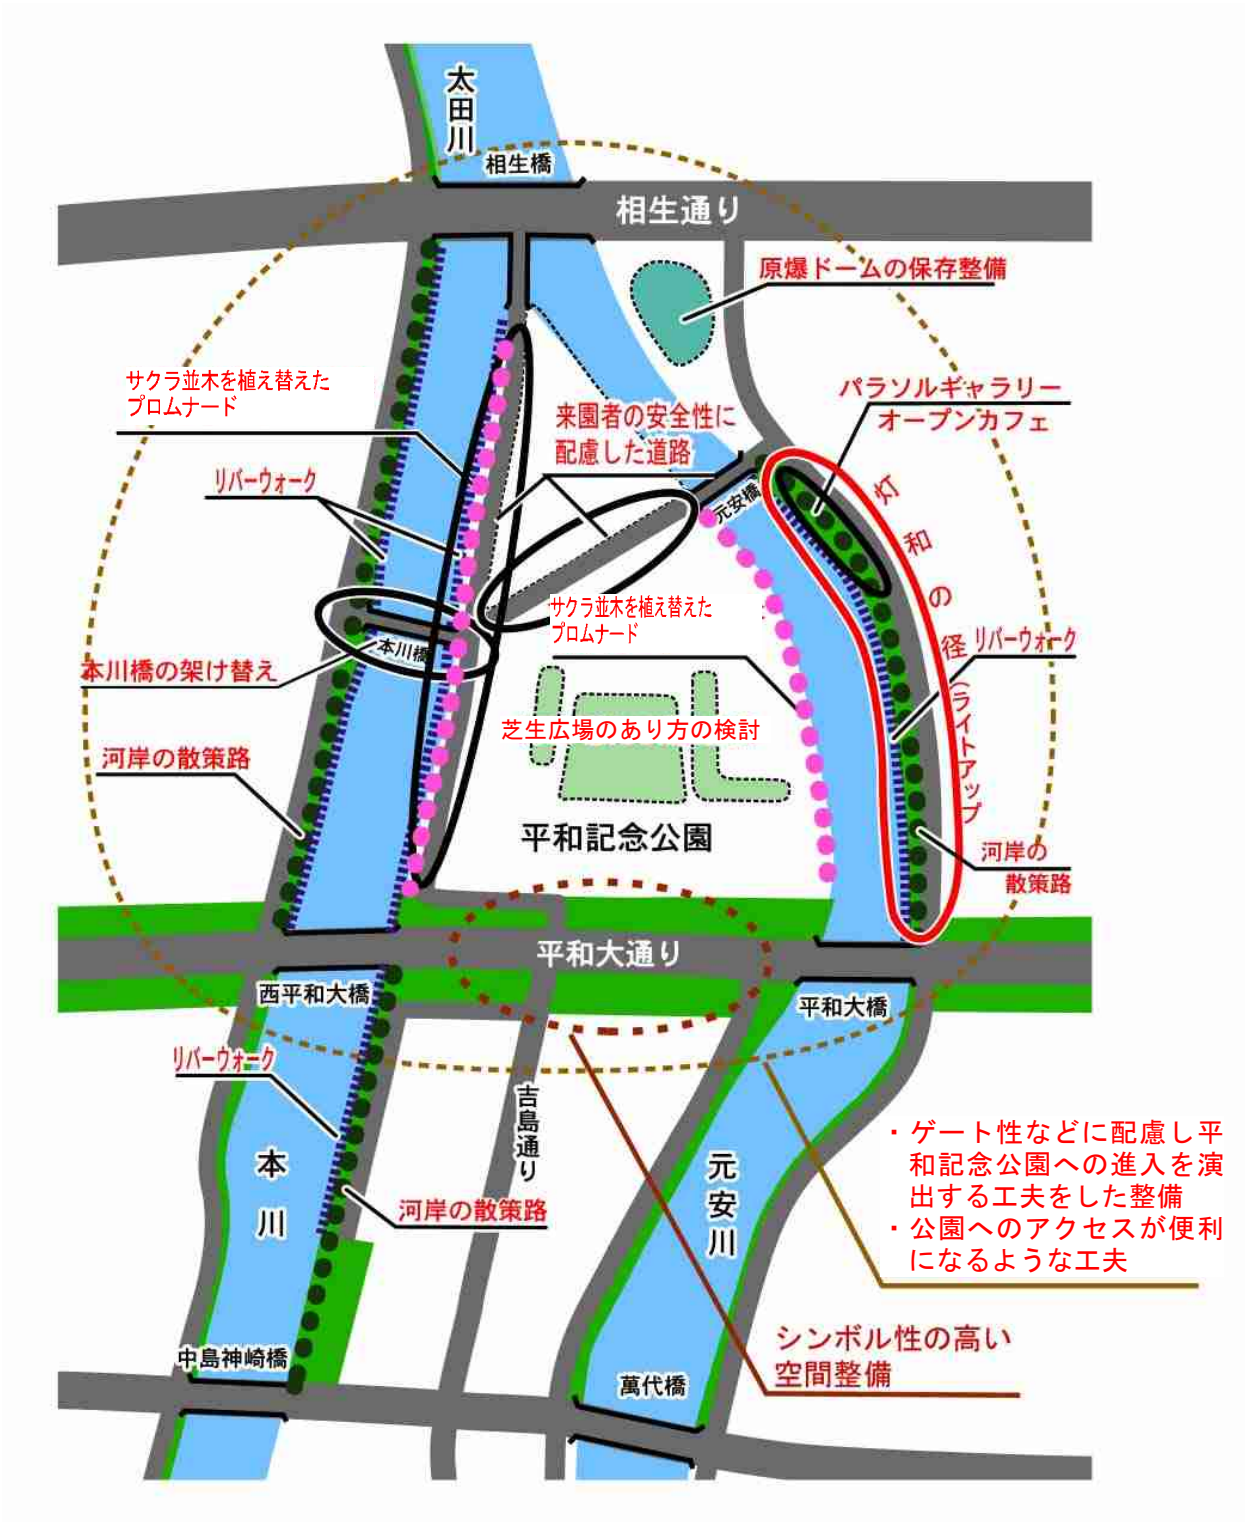 太田川
相生橋
相生通り
原爆ドームの保存整備
サクラ並木を植え替えた
プロムナード
パラソルギャラリー
オープンカフェ
来園者の安全性に
配慮した道路
リバーウォーク
元安橋
灯和の径(ライトアップ
サクラ並木を植え替えた
プロムナード
リバーウォーク
本川橋
本川橋の架け替え
芝生広場のあり方の検討
河岸の散策路
平和記念公園
河岸の
散策路
平和大通り
西平和大橋
平和大橋
リバーウォーク
吉島通り
本川
元安川
河岸の散策路
・ゲート性などに配慮し平
和記念公園への進入を演
出する工夫をした整備
・公園へのアクセスが便利
になるような工夫
シンボル性の高い
空間整備
中島神崎橋
萬代橋